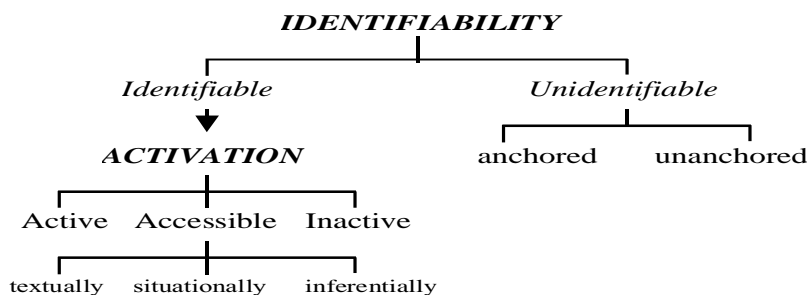 IDENTIFIABILITY
Identifiable Unidentifiable
ACTIVATION anchored unanchored
Active Accessible Inactive
textually situationally inferentially